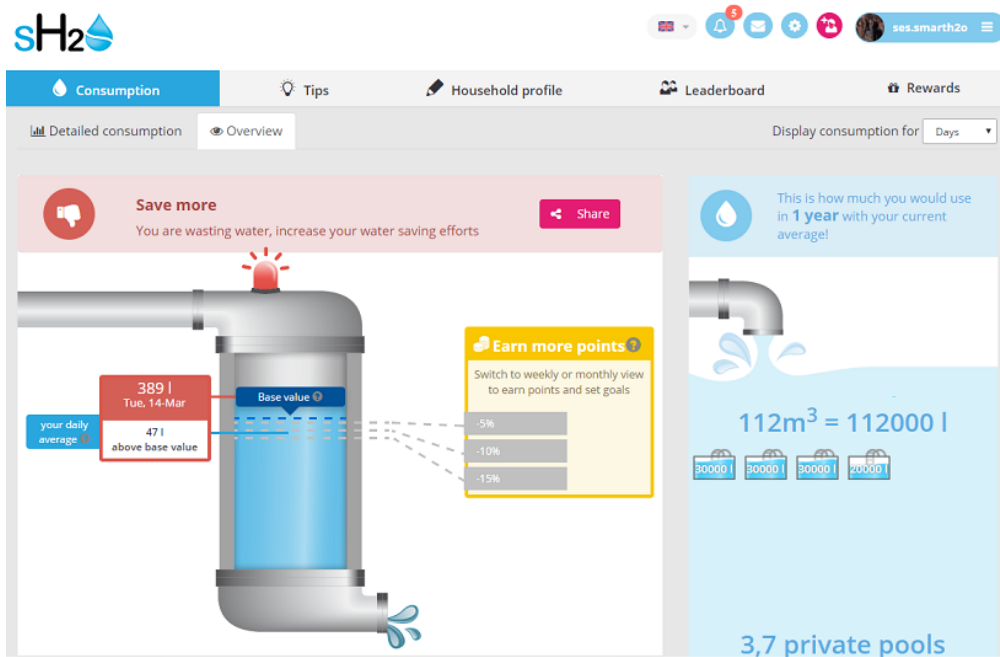 sH2
5
ses.smarth2o
Consumption
Tips
Household profile
Leaderboard
Rewards
Detailed consumption
Overview
Display consumption for
Days
Save more
You are wasting water, increase your water saving efforts
Share
This is how much you would use
in 1 year with your current
average!
389 l
Tue, 14-Mar
47 l
above base value
your daily
average ?
Base value ?
Earn more points ?
Switch to weekly or monthly view
to earn points and set goals
-5%
-10%
-15%
112m³ = 112000 l
30000 l
30000 l
30000 l
20000 l
3,7 private pools